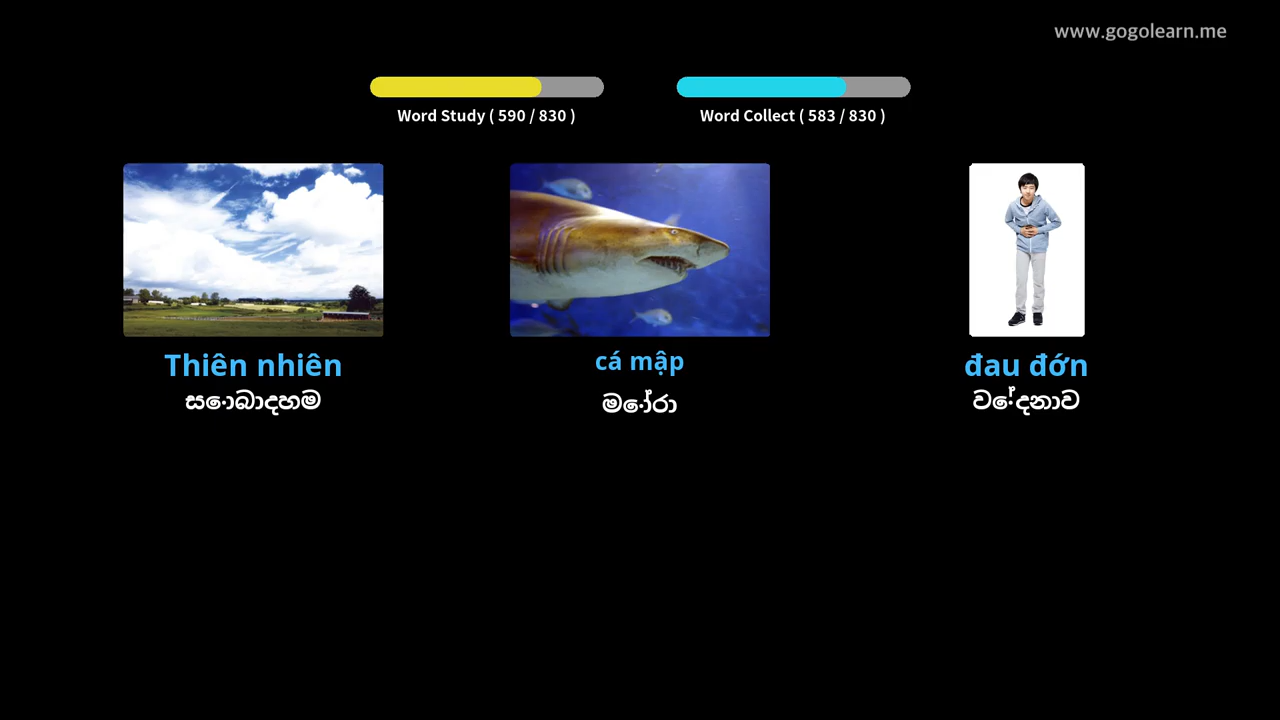 www.gogolearn.me
Word Study ( 590 / 830 )
Word Collect ( 583 / 830 )
Thiên nhiên
සොබාදහම
cá mập
මෝරා
đau đớn
වේදනාව